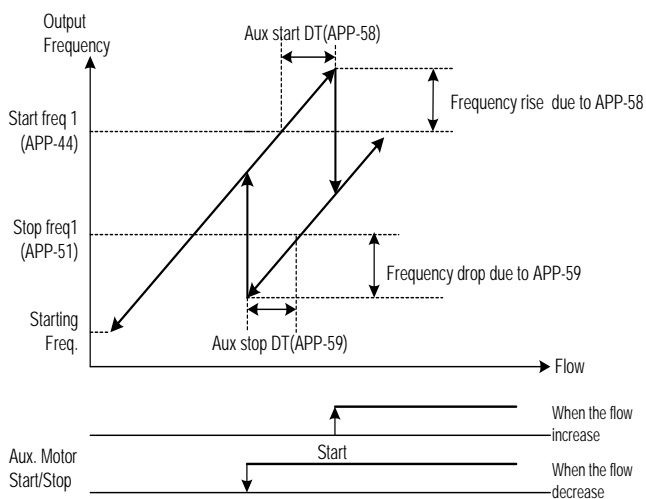 Output
Frequency
Aux start DT(APP-58)
Frequency rise due to APP-58
Start freq 1
(APP-44)
Stop freq1
(APP-51)
Frequency drop due to APP-59
Starting
Freq.
Aux stop DT(APP-59)
Flow
When the flow
increase
Aux. Motor
Start/Stop
Start
When the flow
decrease